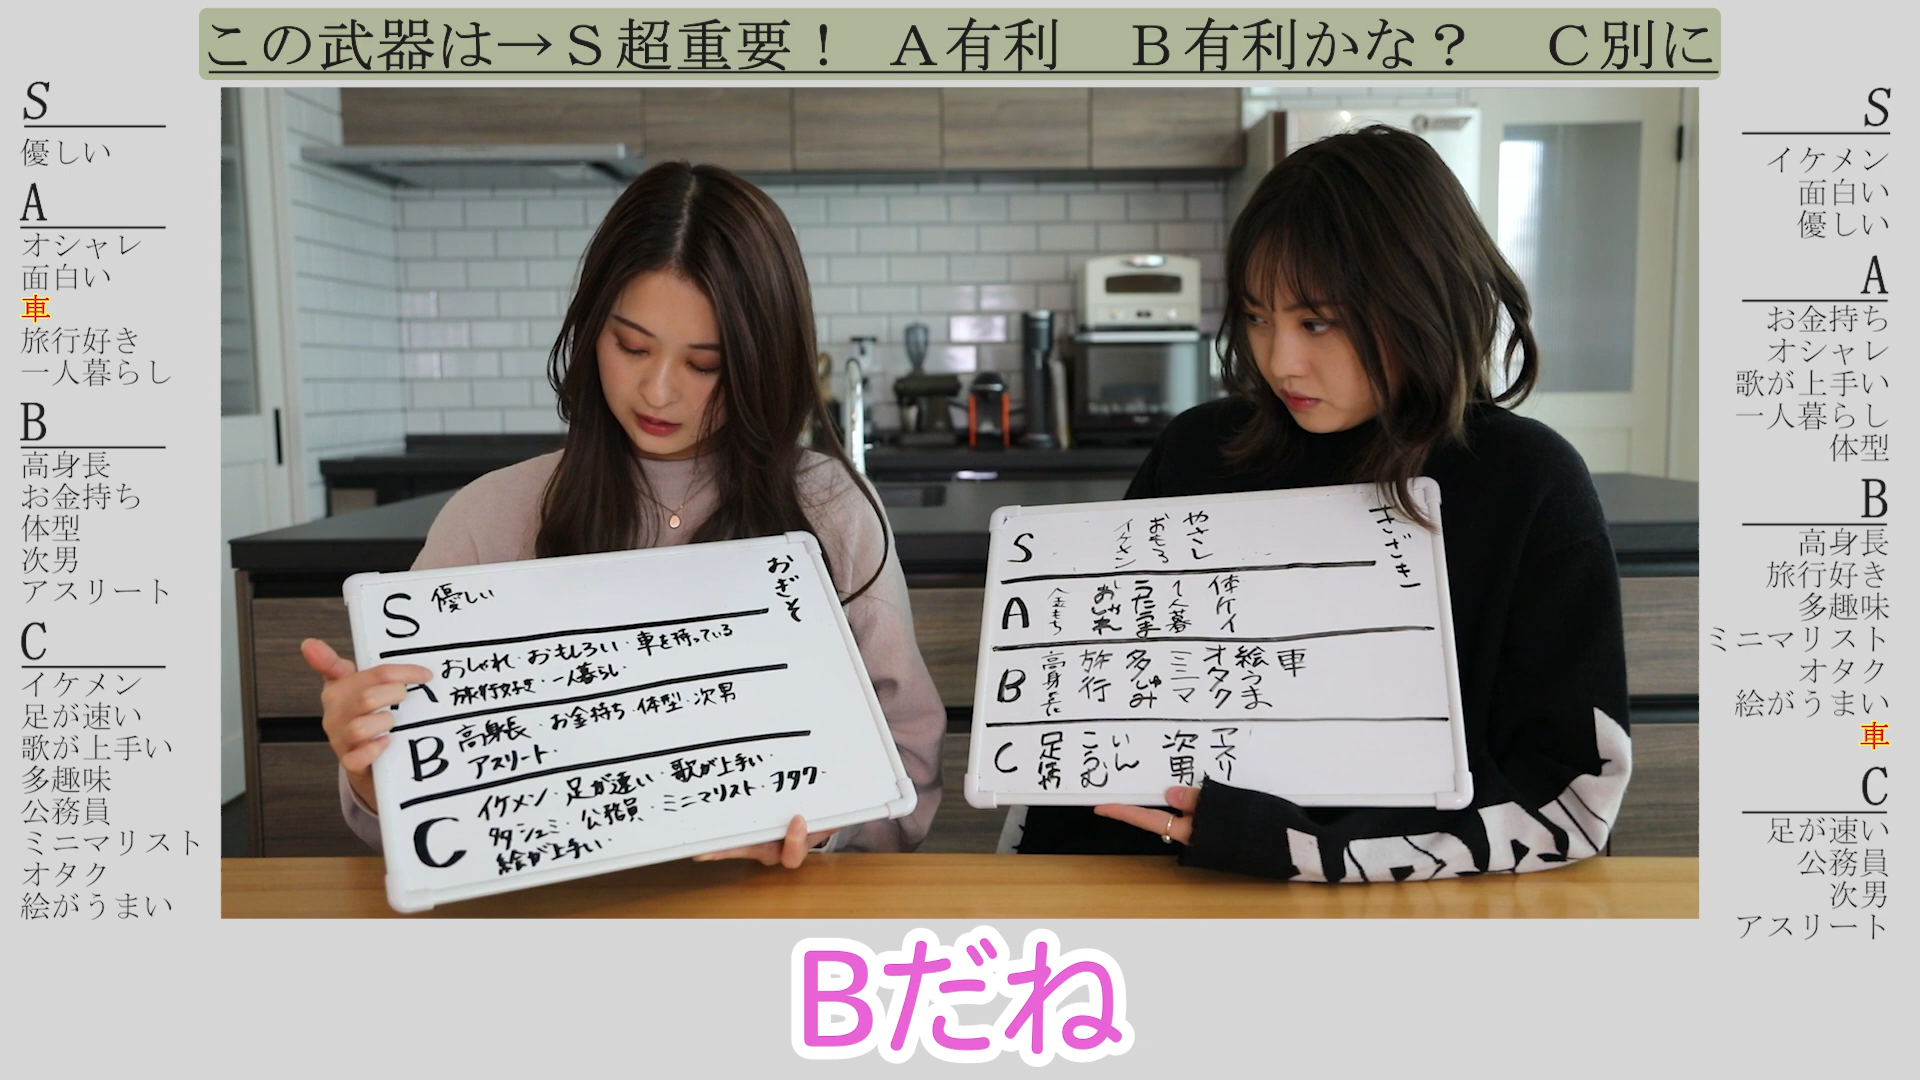 この武器は→S超重要！　A有利　B有利かな？　C別に
S
優しい
A
オシャレ
面白い
車
旅行好き
一人暮らし
B
高身長
お金持ち
体型
次男
アスリート
C
イケメン
足が速い
歌が上手い
多趣味
公務員
ミニマリスト
オタク
絵がうまい
おぎそ
S 優しい
A おしゃれ・おもしろい・車を持っている
旅行好き・一人暮らし・
B 高身長・お金持ち・体型・次男
アスリート・
C イケメン・足が速い・歌が上手い・
多シュミ・公務員・ミニマリスト・ヲタク・
絵が上手い・
きざきー
S
やさし
おもろ
イケメン
A
体ケイ
1人暮
うたうま
おしゃれ
金もち
B
車
絵うま
オタク
ミニマ
多しゅみ
旅行
高身長
C
アスリ
次男
こうむ
いん
S
イケメン
面白い
優しい
A
お金持ち
オシャレ
歌が上手い
一人暮らし
体型
B
高身長
旅行好き
多趣味
ミニマリスト
オタク
絵がうまい
車
C
足が速い
公務員
次男
アスリート
Bだね